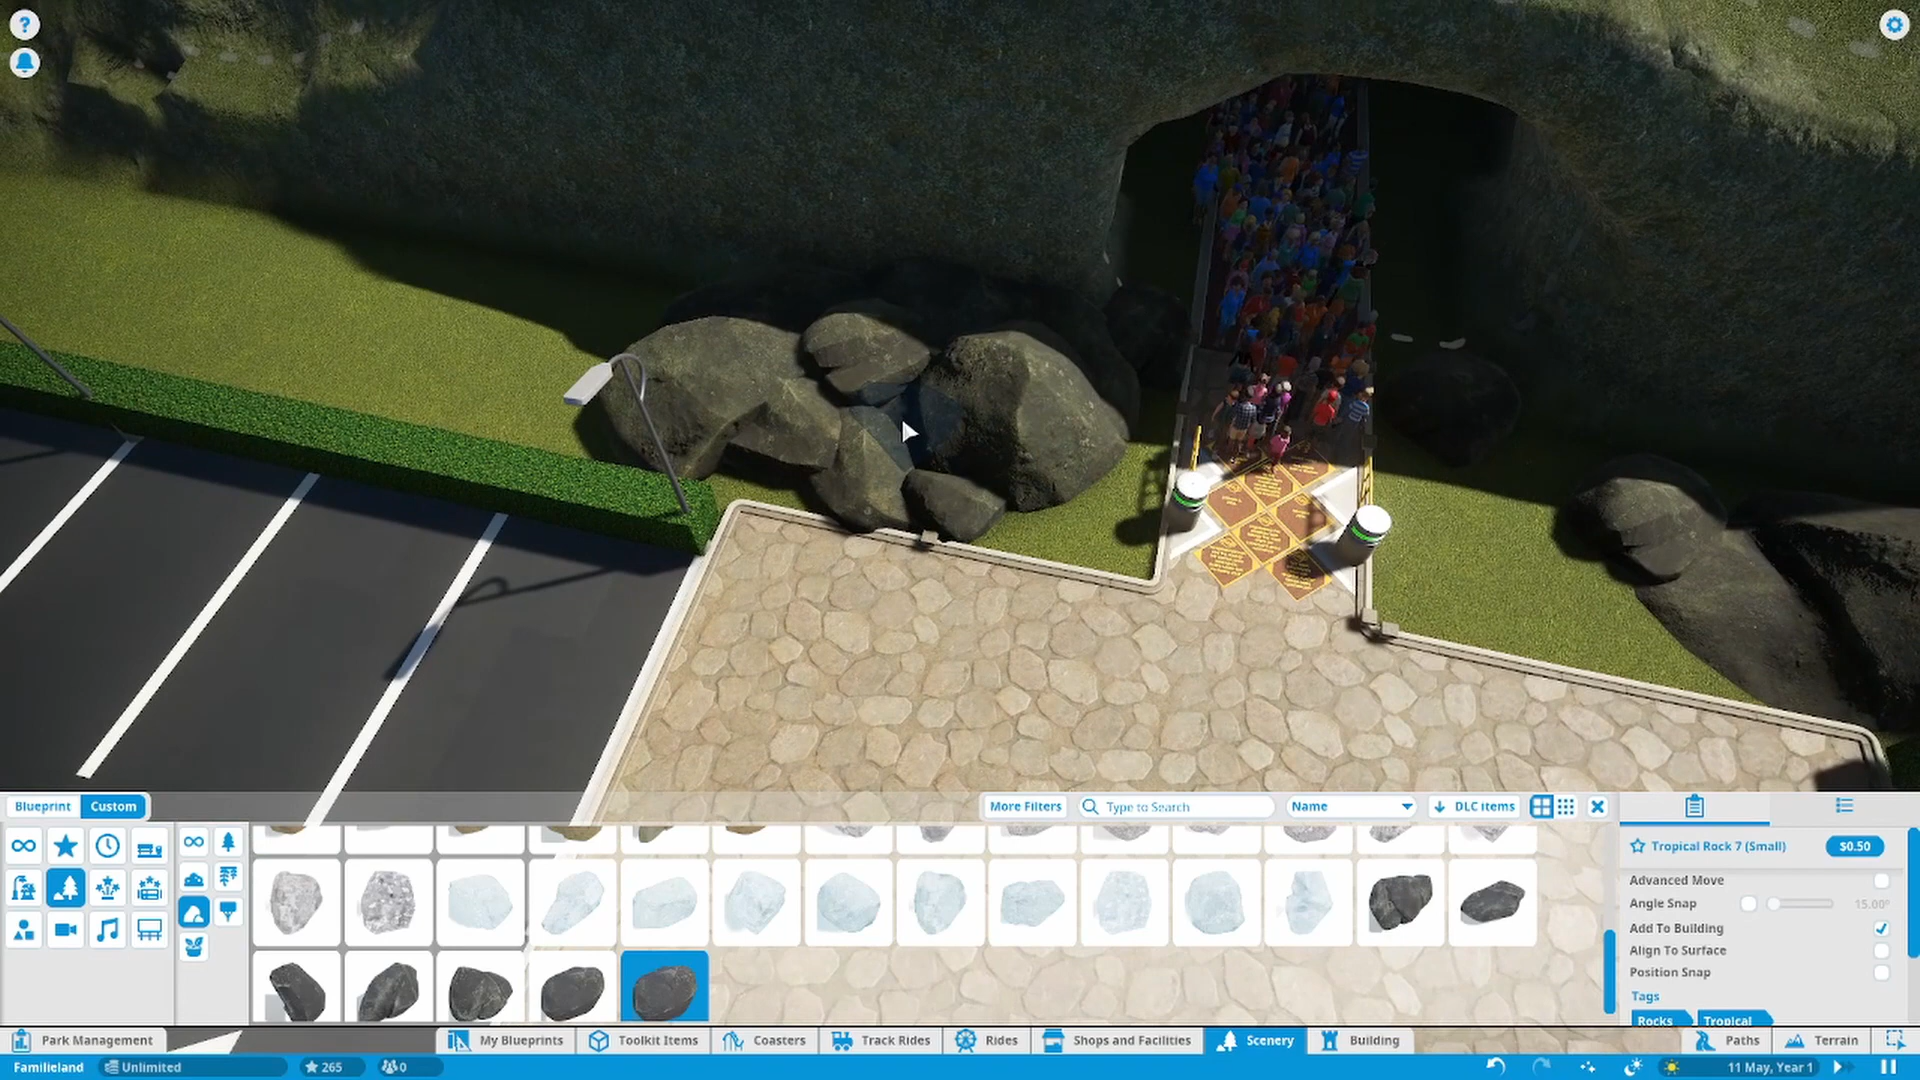 ?
Blueprint
Custom
More Filters
Type to Search
Name
DLC items
Tropical Rock 7 (Small)
$0.50
Advanced Move
Angle Snap
15.00°
Add To Building
Align To Surface
Position Snap
Tags
Rocks
Tropical
Park Management
My Blueprints
Toolkit Items
Coasters
Track Rides
Rides
Shops and Facilities
Scenery
Building
Paths
Terrain
Familieland
Unlimited
265
0
11 May, Year 1